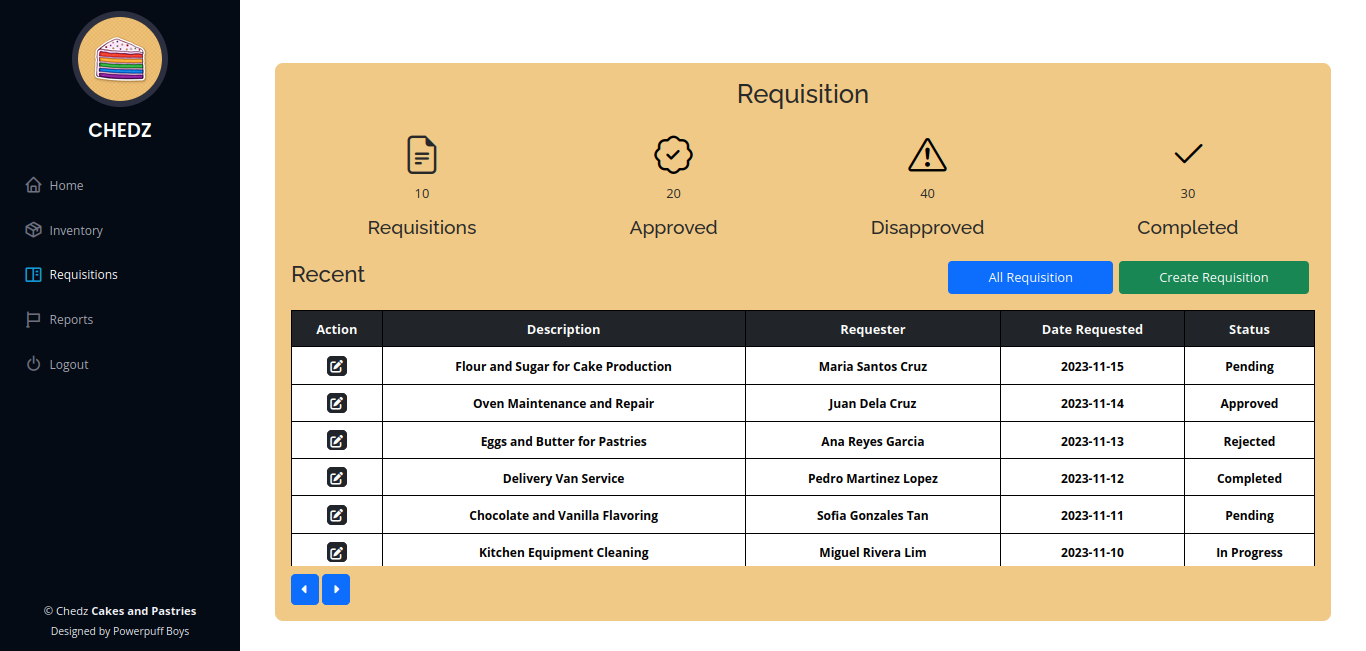 CHEDZ
Home
Inventory
Requisitions
Reports
Logout
© Chedz Cakes and Pastries
Designed by Powerpuff Boys
Requisition
10 20 40 30
Requisitions Approved Disapproved Completed
Recent All Requisition Create Requisition
Action Description Requester Date Requested Status
Flour and Sugar for Cake Production Maria Santos Cruz 2023-11-15 Pending
Oven Maintenance and Repair Juan Dela Cruz 2023-11-14 Approved
Eggs and Butter for Pastries Ana Reyes Garcia 2023-11-13 Rejected
Delivery Van Service Pedro Martinez Lopez 2023-11-12 Completed
Chocolate and Vanilla Flavoring Sofia Gonzales Tan 2023-11-11 Pending
Kitchen Equipment Cleaning Miguel Rivera Lim 2023-11-10 In Progress